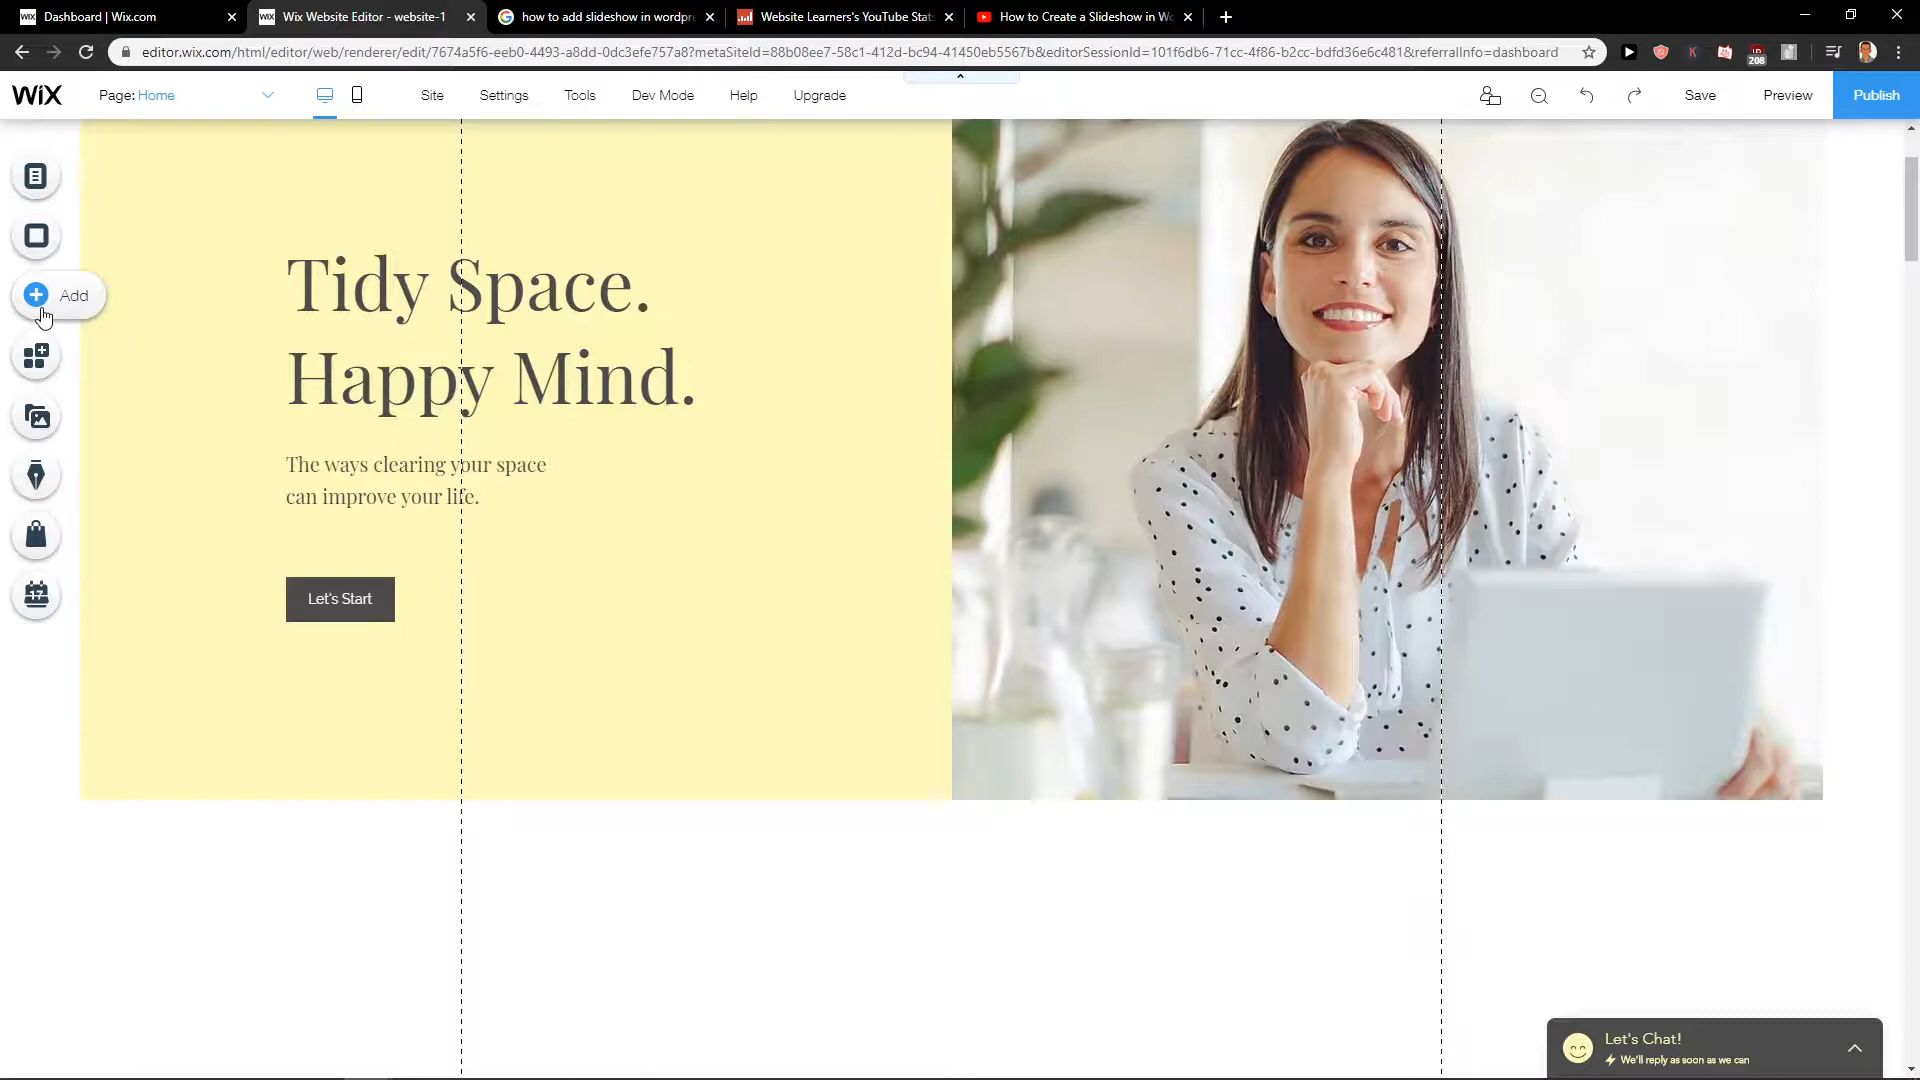 Dashboard | Wix.com
Wix Website Editor - website-1
how to add slideshow in wordpre
Website Learners's YouTube Stat
How to Create a Slideshow in Wo
editor.wix.com/html/editor/web/renderer/edit/7674a5f6-eeb0-4493-a8dd-0dc3efe757a8?metaSiteId=88b08ee7-58c1-412d-bc94-41450eb5567b&editorSessionId=101f6db6-71cc-4f86-b2cc-bdfd36e6c481&referralInfo=dashboard
208
WiX
Page: Home
Site
Settings
Tools
Dev Mode
Help
Upgrade
Save
Preview
Publish
Add
17
Tidy Space.
Happy Mind.
The ways clearing your space
can improve your life.
Let's Start
Let's Chat!
We'll reply as soon as we can